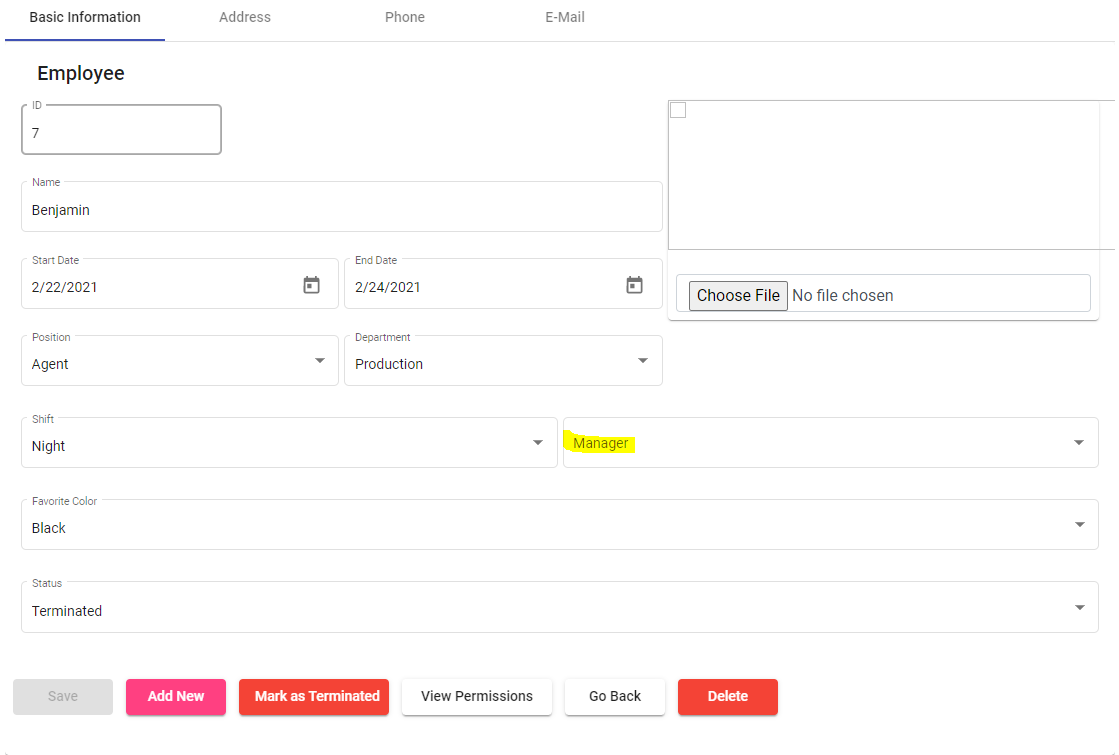 Basic Information Address Phone E-Mail
Employee
ID
7
Name
Benjamin
Start Date
2/22/2021
End Date
2/24/2021
Choose File No file chosen
Position
Agent
Department
Production
Shift
Night
Manager
Favorite Color
Black
Status
Terminated
Save Add New Mark as Terminated View Permissions Go Back Delete